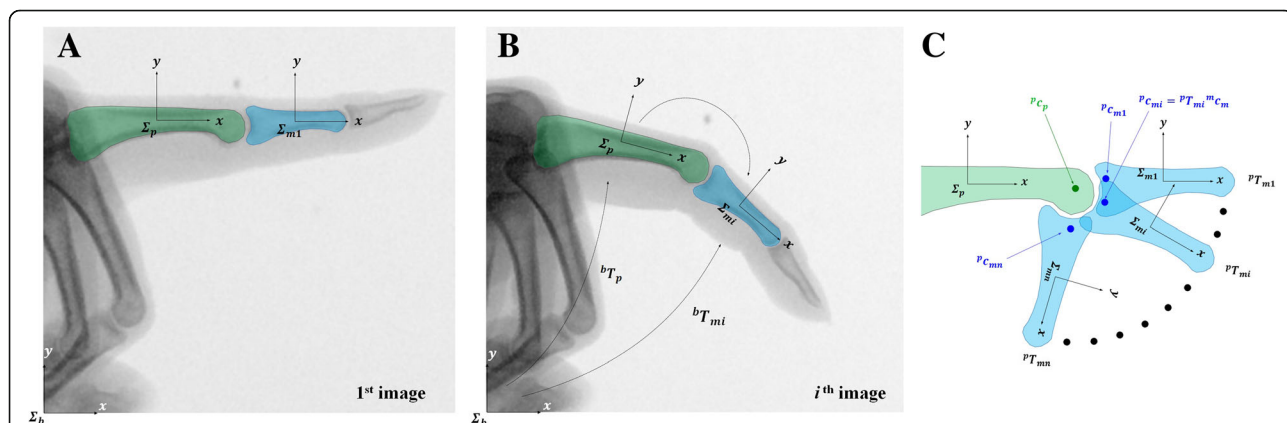 A
y
y
Σp
x
Σm1
x
y
Σb
x
1st image
B
y
Σp
x
y
Σmi
x
bTp
bTmi
y
Σb
x
i th image
C
pCp
pCm1
pCmi = pTmi mCm
y
y
Σp
x
Σm1
x
pTm1
Σmi
x
pTmi
pCmn
Σmn
y
x
pTmn